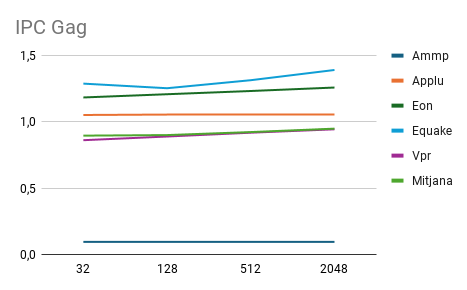 IPC Gag
1,5
1,0
0,5
0,0
32 128 512 2048
Ammp
Applu
Eon
Equake
Vpr
Mitjana